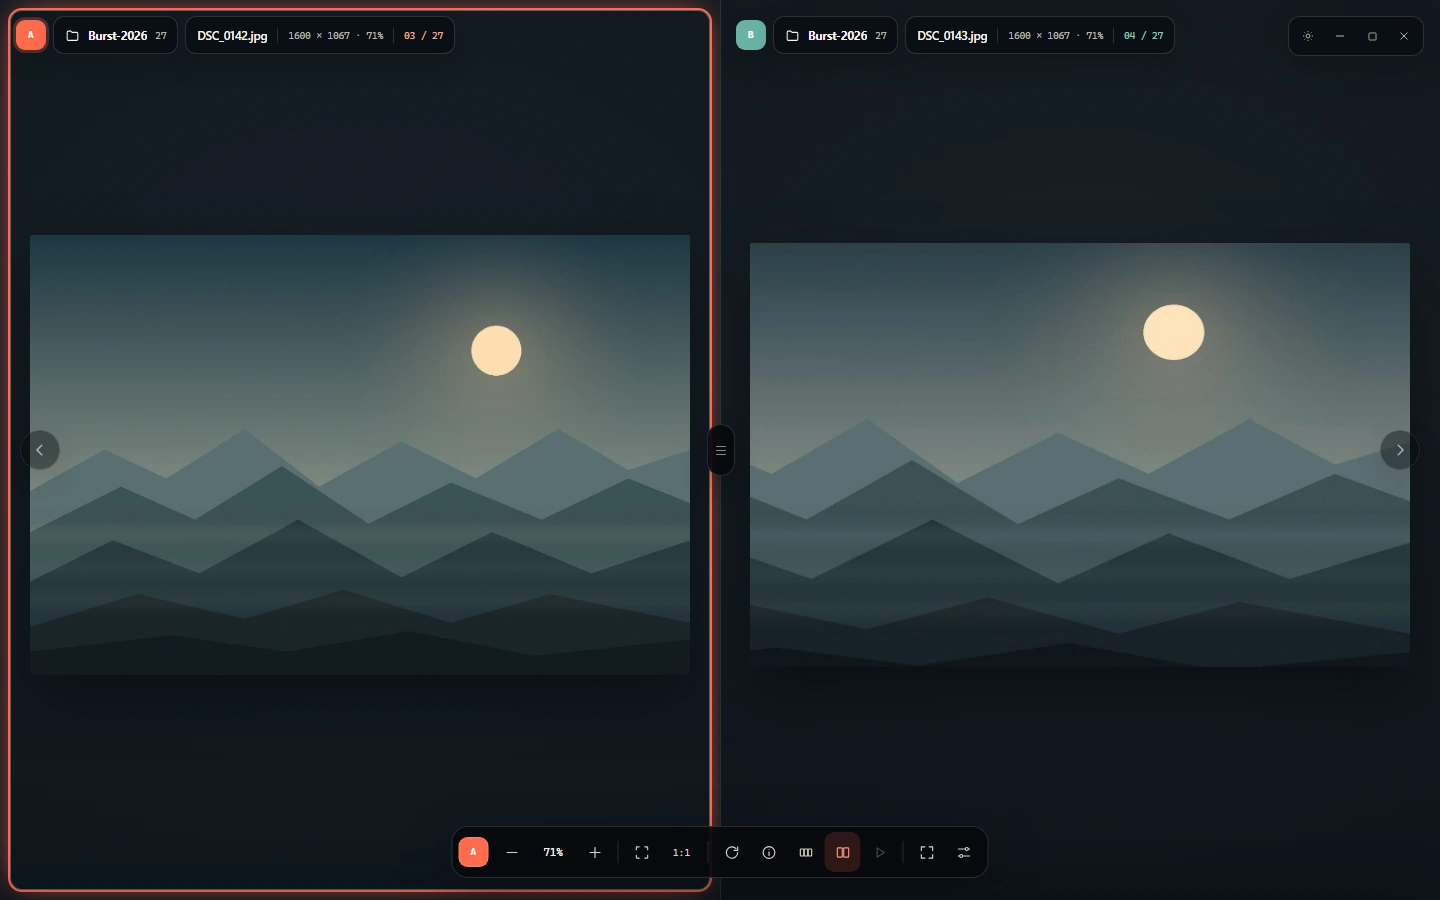 A Burst-2026 27 DSC_0142.jpg 1600 × 1067 · 71% 03 / 27
B Burst-2026 27 DSC_0143.jpg 1600 × 1067 · 71% 04 / 27
A 71% 1:1